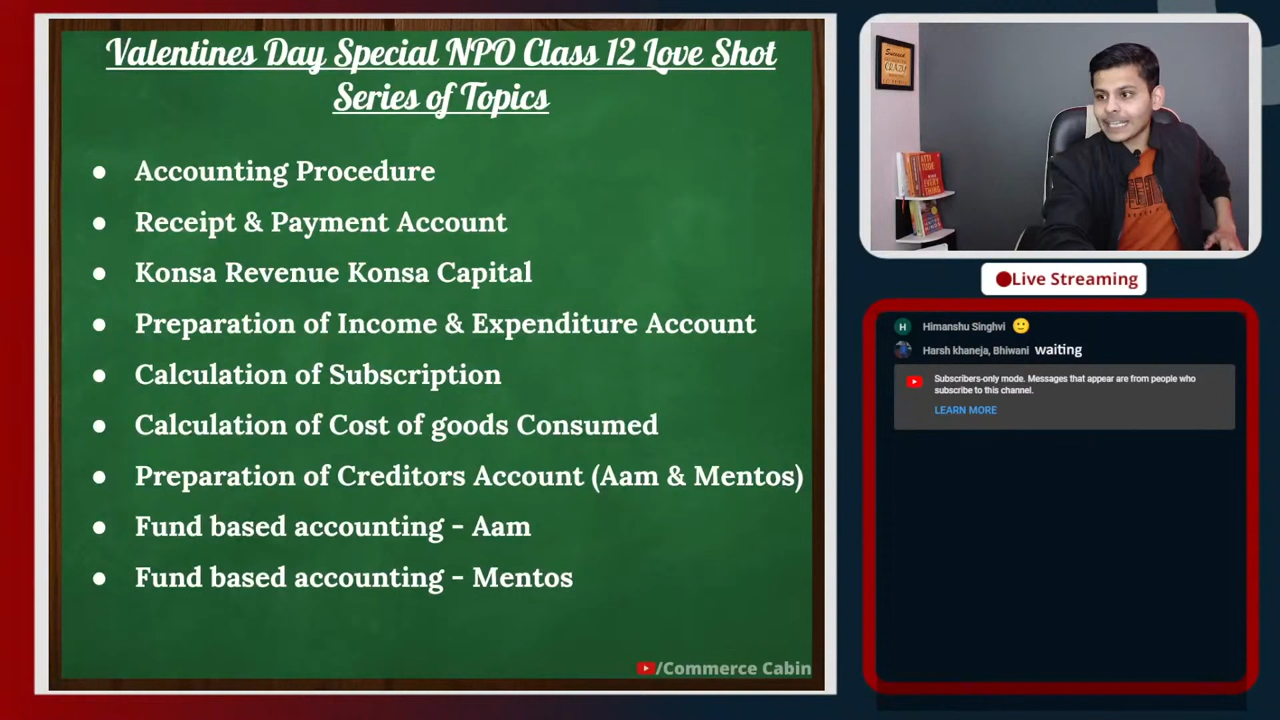 Valentines Day Special NPO Class 12 Love Shot
Series of Topics
● Accounting Procedure
● Receipt & Payment Account
● Konsa Revenue Konsa Capital
● Preparation of Income & Expenditure Account
● Calculation of Subscription
● Calculation of Cost of goods Consumed
● Preparation of Creditors Account (Aam & Mentos)
● Fund based accounting - Aam
● Fund based accounting - Mentos
/Commerce Cabin
Live Streaming
H Himanshu Singhvi 🙂
Harsh khaneja, Bhiwani waiting
Subscribers-only mode. Messages that appear are from people who
subscribe to this channel.
LEARN MORE